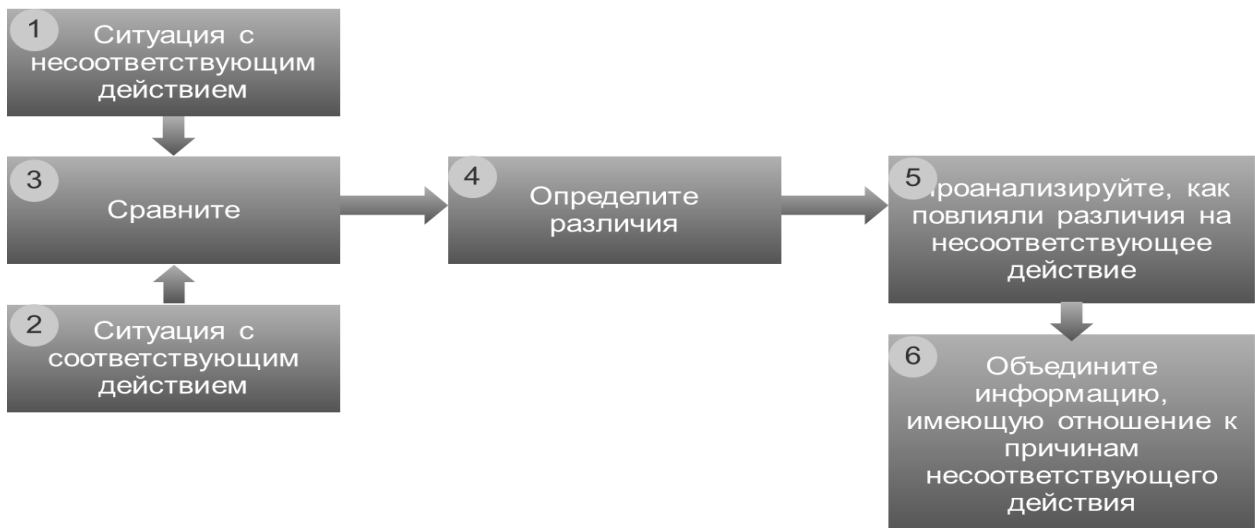 1
Ситуация с
несоответствующим
действием
3
Сравните
2
Ситуация с
соответствующим
действием
4
Определите
различия
5
Проанализируйте, как
повлияли различия на
несоответствующее
действие
6
Объедините
информацию,
имеющую отношение к
причинам
несоответствующего
действия